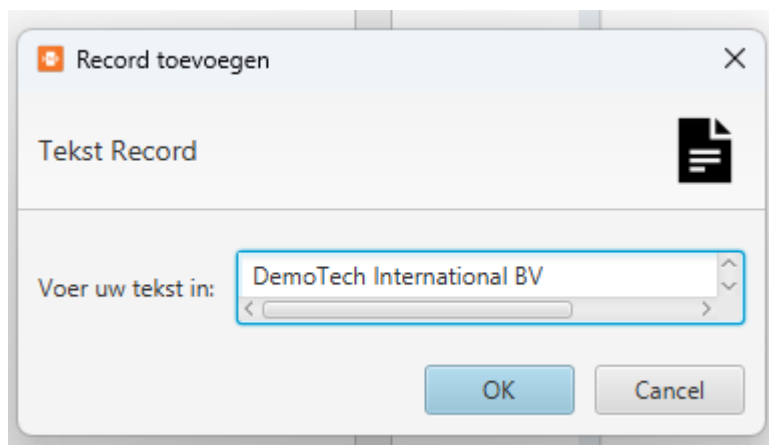 Record toevoegen
Tekst Record
Voer uw tekst in:
DemoTech International BV
OK
Cancel